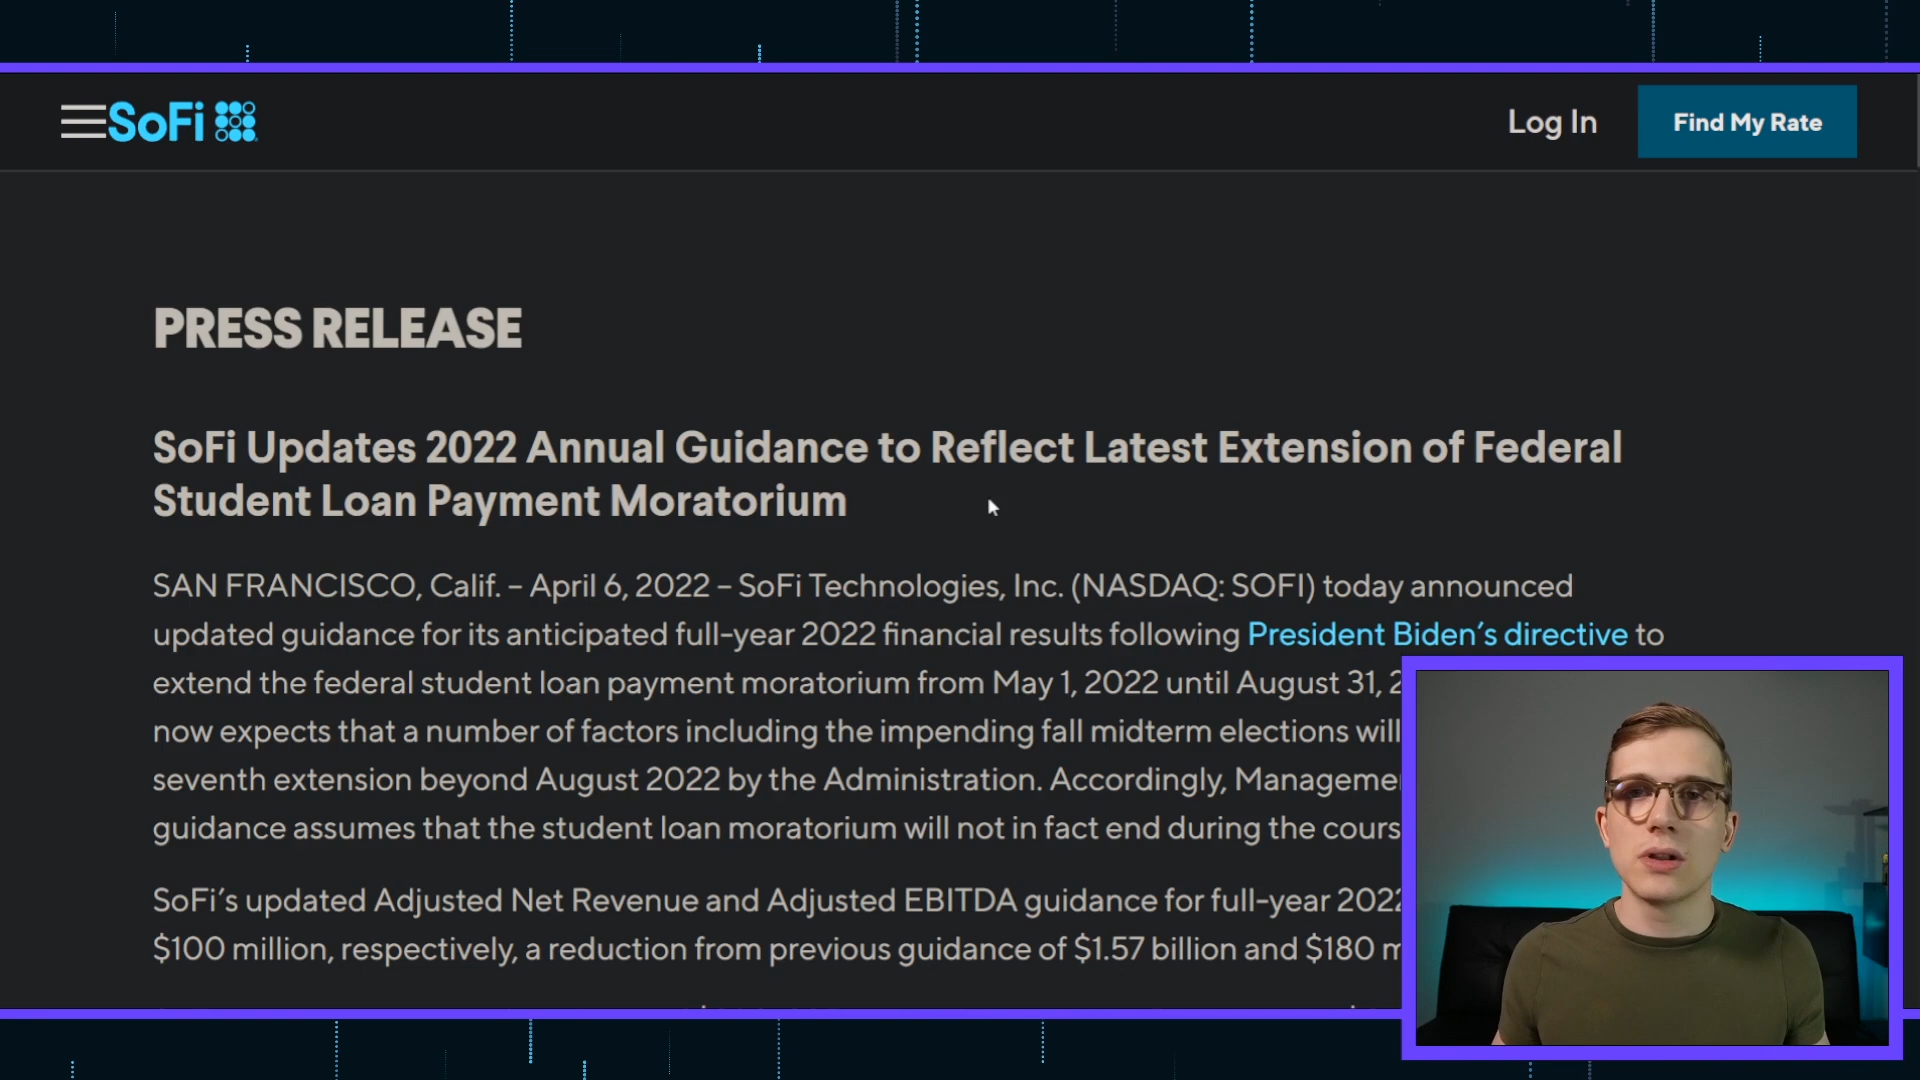 SoFi
Log In
Find My Rate
PRESS RELEASE
SoFi Updates 2022 Annual Guidance to Reflect Latest Extension of Federal
Student Loan Payment Moratorium
SAN FRANCISCO, Calif. – April 6, 2022 – SoFi Technologies, Inc. (NASDAQ: SOFI) today announced
updated guidance for its anticipated full-year 2022 financial results following President Biden's directive to
extend the federal student loan payment moratorium from May 1, 2022 until August 31,
now expects that a number of factors including the impending fall midterm elections will
seventh extension beyond August 2022 by the Administration. Accordingly,
guidance assumes that the student loan moratorium will not in fact end during the
SoFi's updated Adjusted Net Revenue and Adjusted EBITDA guidance for full-year 2022
$100 million, respectively, a reduction from previous guidance of $1.57 billion and $180